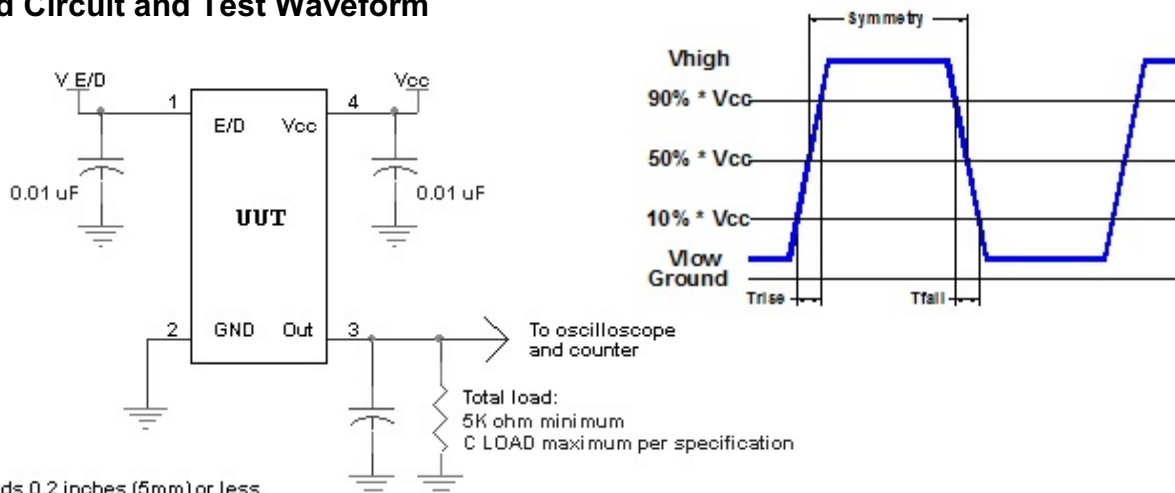 Circuit and Test Waveform
V E/D
Vcc
1
4
E/D
Vcc
0.01 uF
0.01 uF
UUT
2
GND
Out
3
To oscilloscope
and counter
Total load:
5K ohm minimum
C LOAD maximum per specification
0.2 inches (5mm) or less
Symmetry
Vhigh
90% * Vcc
50% * Vcc
10% * Vcc
Vlow
Ground
Trise
Tfall